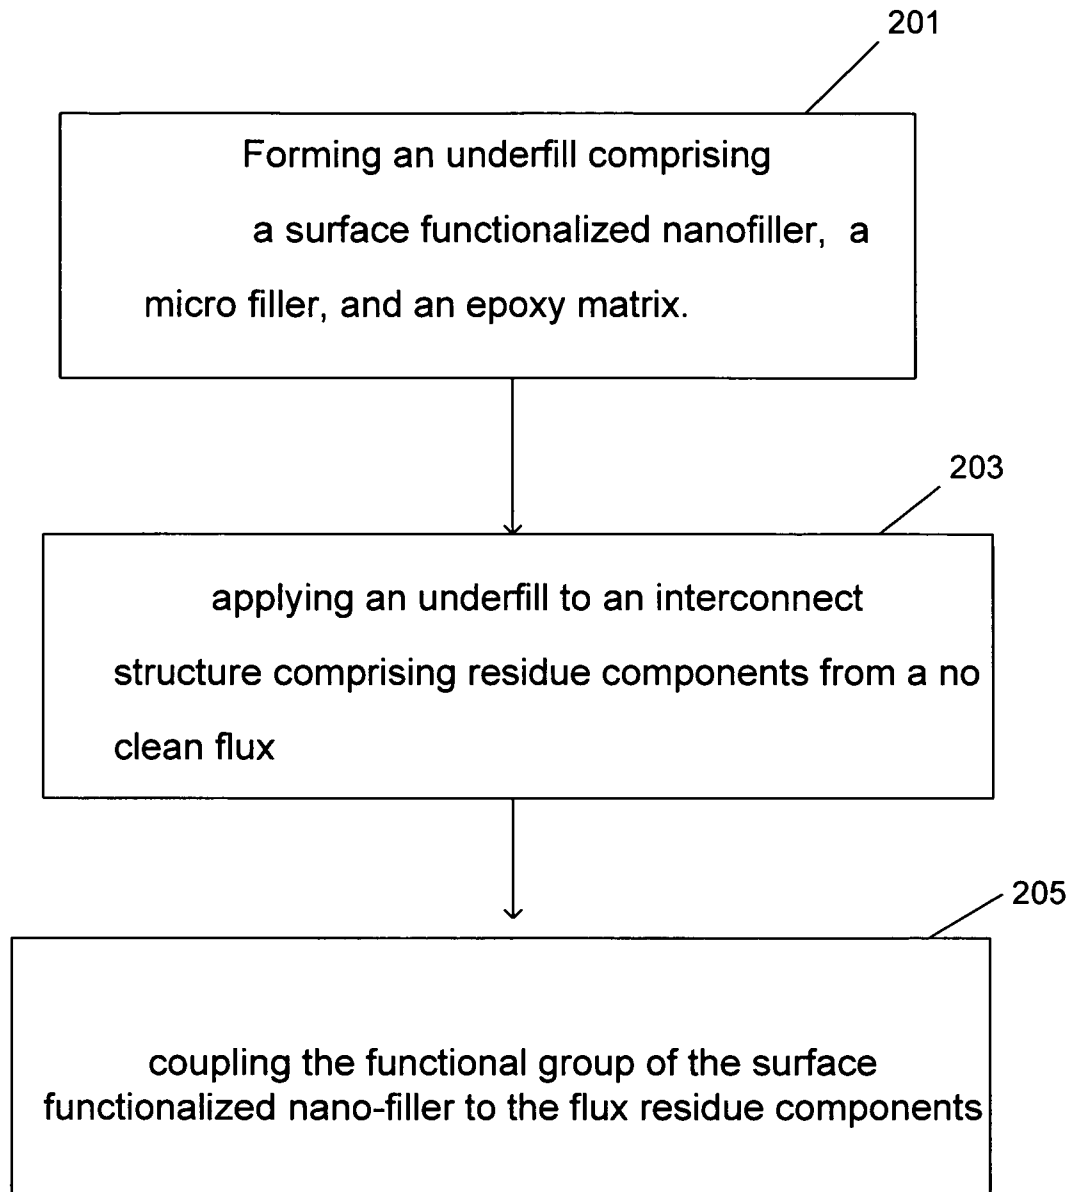 201
Forming an underfill comprising
a surface functionalized nanofiller, a
micro filler, and an epoxy matrix.
203
applying an underfill to an interconnect
structure comprising residue components from a no
clean flux
205
coupling the functional group of the surface
functionalized nano-filler to the flux residue components